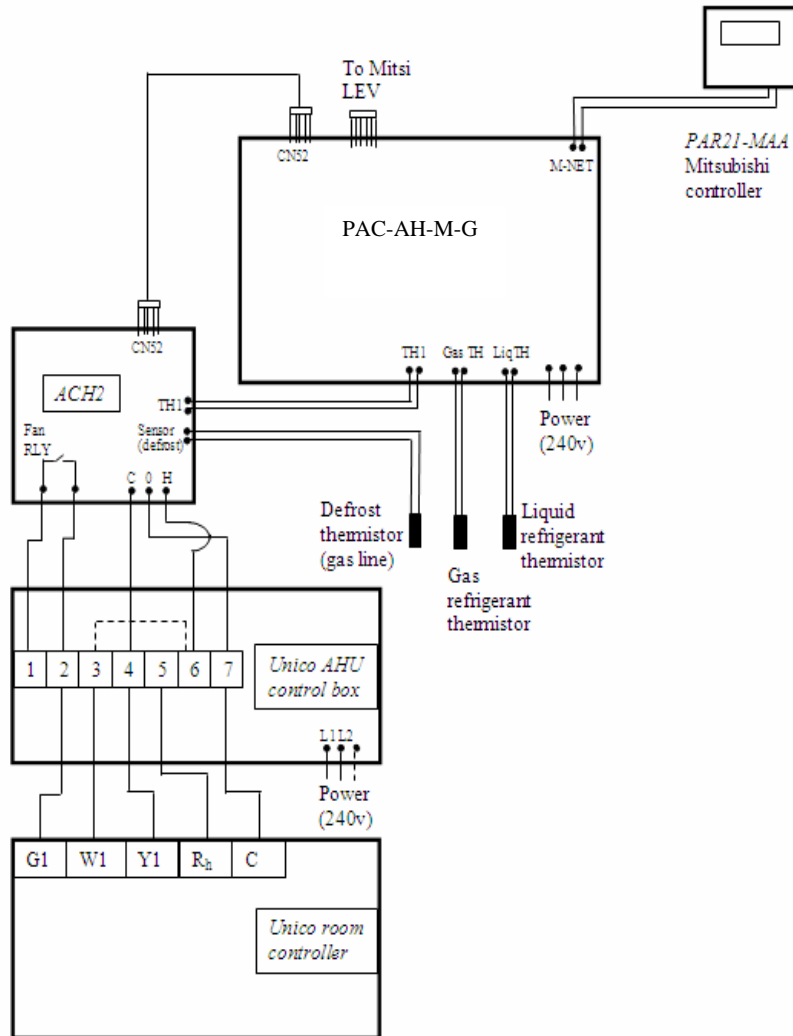 To Mitsi
LEV
CN52
M-NET
PAR21-MAA
Mitsubishi
controller
PAC-AH-M-G
TH1 Gas TH LiqTH
Power
(240v)
CN52
ACH2
TH1
Sensor
(defrost)
Fan
RLY
C 0 H
Defrost
thermistor
(gas line)
Gas
refrigerant
thermistor
Liquid
refrigerant
thermistor
1 2 3 4 5 6 7
Unico AHU
control box
L1 L2
Power
(240v)
G1 W1 Y1 Rh C
Unico room
controller